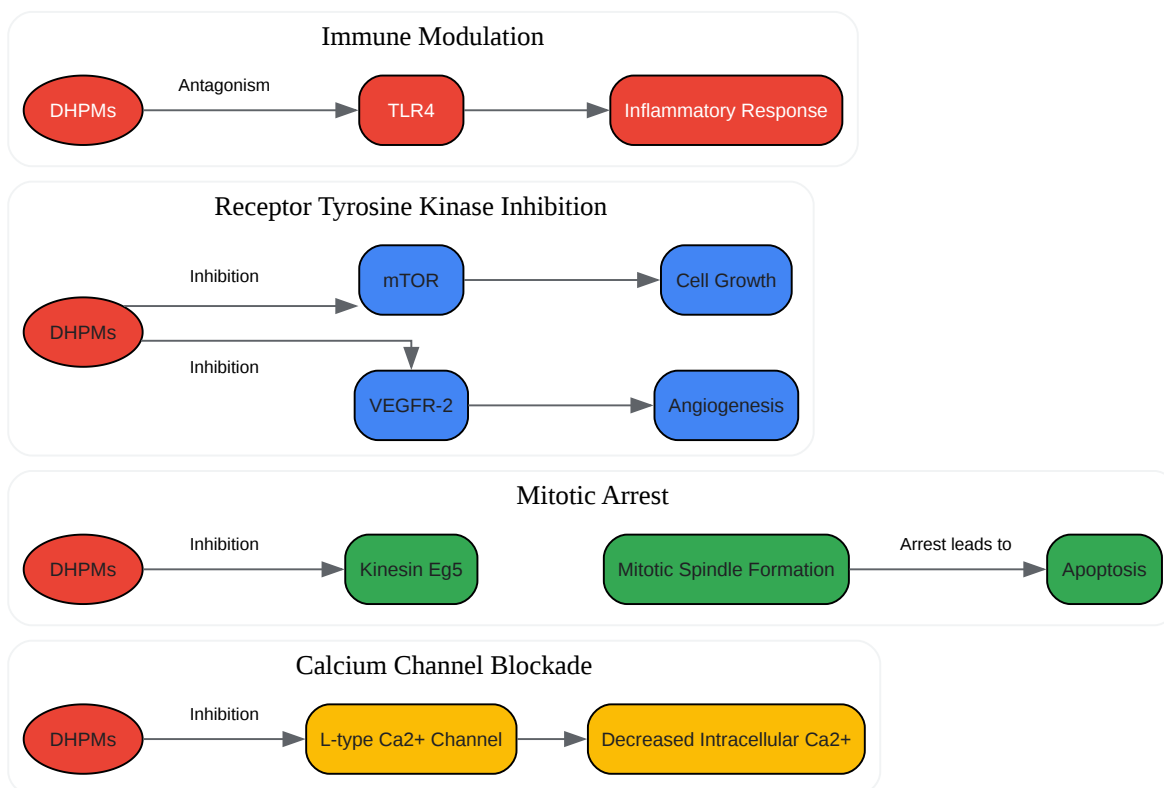 Immune Modulation
DHPMs
Antagonism
TLR4
Inflammatory Response
Receptor Tyrosine Kinase Inhibition
DHPMs
Inhibition
mTOR
Cell Growth
Inhibition
VEGFR-2
Angiogenesis
Mitotic Arrest
DHPMs
Inhibition
Kinesin Eg5
Mitotic Spindle Formation
Arrest leads to
Apoptosis
Calcium Channel Blockade
DHPMs
Inhibition
L-type Ca2+ Channel
Decreased Intracellular Ca2+